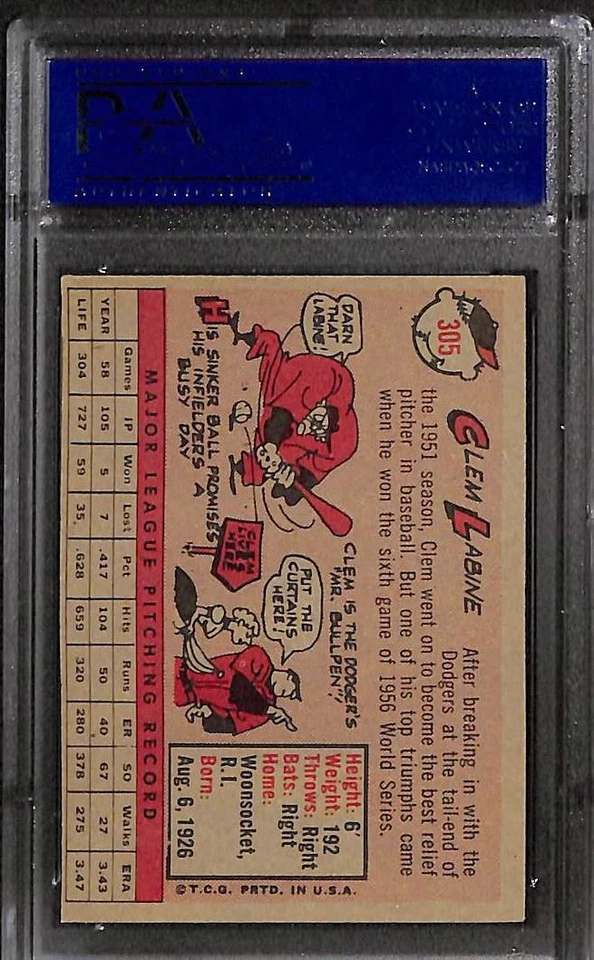 305
CLEM LABINE
After breaking in with the
Dodgers at the tail-end of
the 1951 season, Clem went on to become the best relief
pitcher in baseball. But one of his top triumphs came
when he won the sixth game of 1956 World Series.
DARN
THAT
LABINE!
HIS SINKER BALL PROMISES
HIS INFIELDERS A
BUSY DAY
CLEM IS THE DODGER'S
"MR. BULLPEN"!
CLEM
LIVES
HERE
PUT THE
CURTAINS
HERE!
Height: 6'
Weight: 192
Throws: Right
Bats: Right
Home:
Woonsocket,
R.I.
Born:
Aug. 6, 1926
©T.C.G. PRTD. IN U.S.A.
MAJOR LEAGUE PITCHING RECORD
Games IP Won Lost Pct Hits Runs ER SO Walks ERA
YEAR 58 105 5 7 .417 104 50 40 67 27 3.43
LIFE 304 727 59 35 .628 659 320 280 378 275 3.47